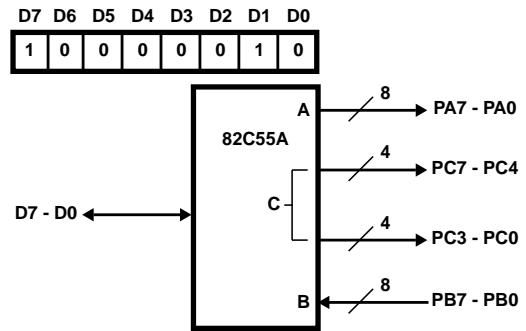 D7 D6 D5 D4 D3 D2 D1 D0
1 0 0 0 0 0 1 0
8
A PA7 - PA0
82C55A
4
PC7 - PC4
C
D7 - D0
4
PC3 - PC0
8
B PB7 - PB0